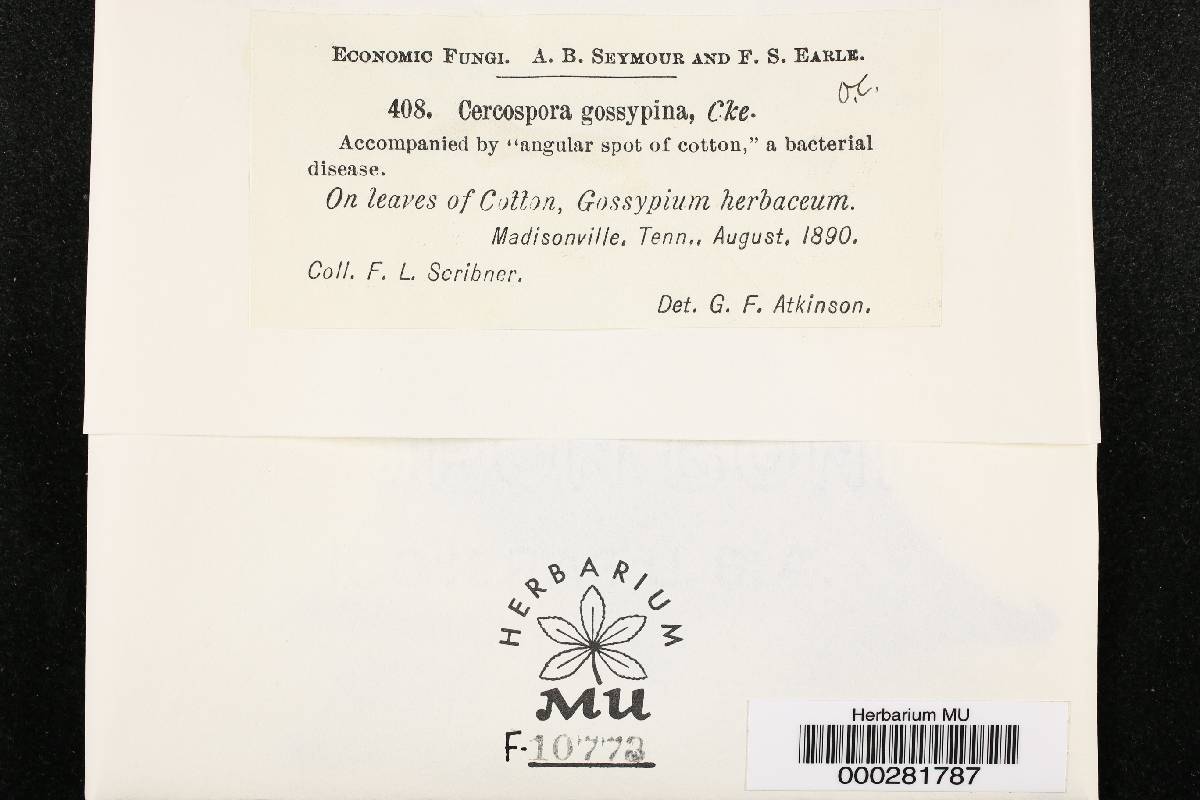 ECONOMIC FUNGI. A. B. SEYMOUR AND F. S. EARLE.
O.C.
408. Cercospora gossypina, Cke.
Accompanied by "angular spot of cotton," a bacterial
disease.
On leaves of Cotton, Gossypium herbaceum.
Madisonville, Tenn., August, 1890.
Coll. F. L. Scribner.
Det. G. F. Atkinson.
HERBARIUM
MU
F-10773
Herbarium MU
000281787